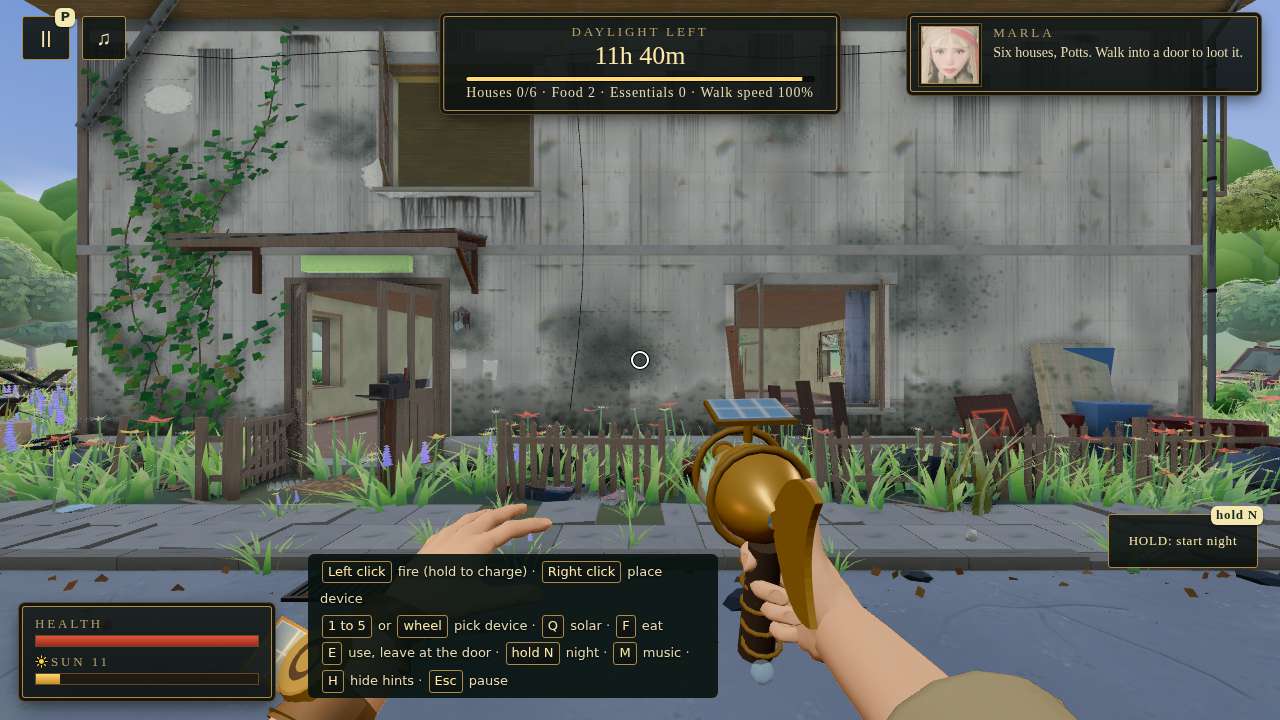 P
DAYLIGHT LEFT
11h 40m
Houses 0/6 · Food 2 · Essentials 0 · Walk speed 100%
MARLA
Six houses, Potts. Walk into a door to loot it.
hold N
HOLD: start night
Left click fire (hold to charge) · Right click place
device
1 to 5 or wheel pick device · Q solar · F eat
E use, leave at the door · hold N night · M music ·
H hide hints · Esc pause
HEALTH
SUN 11